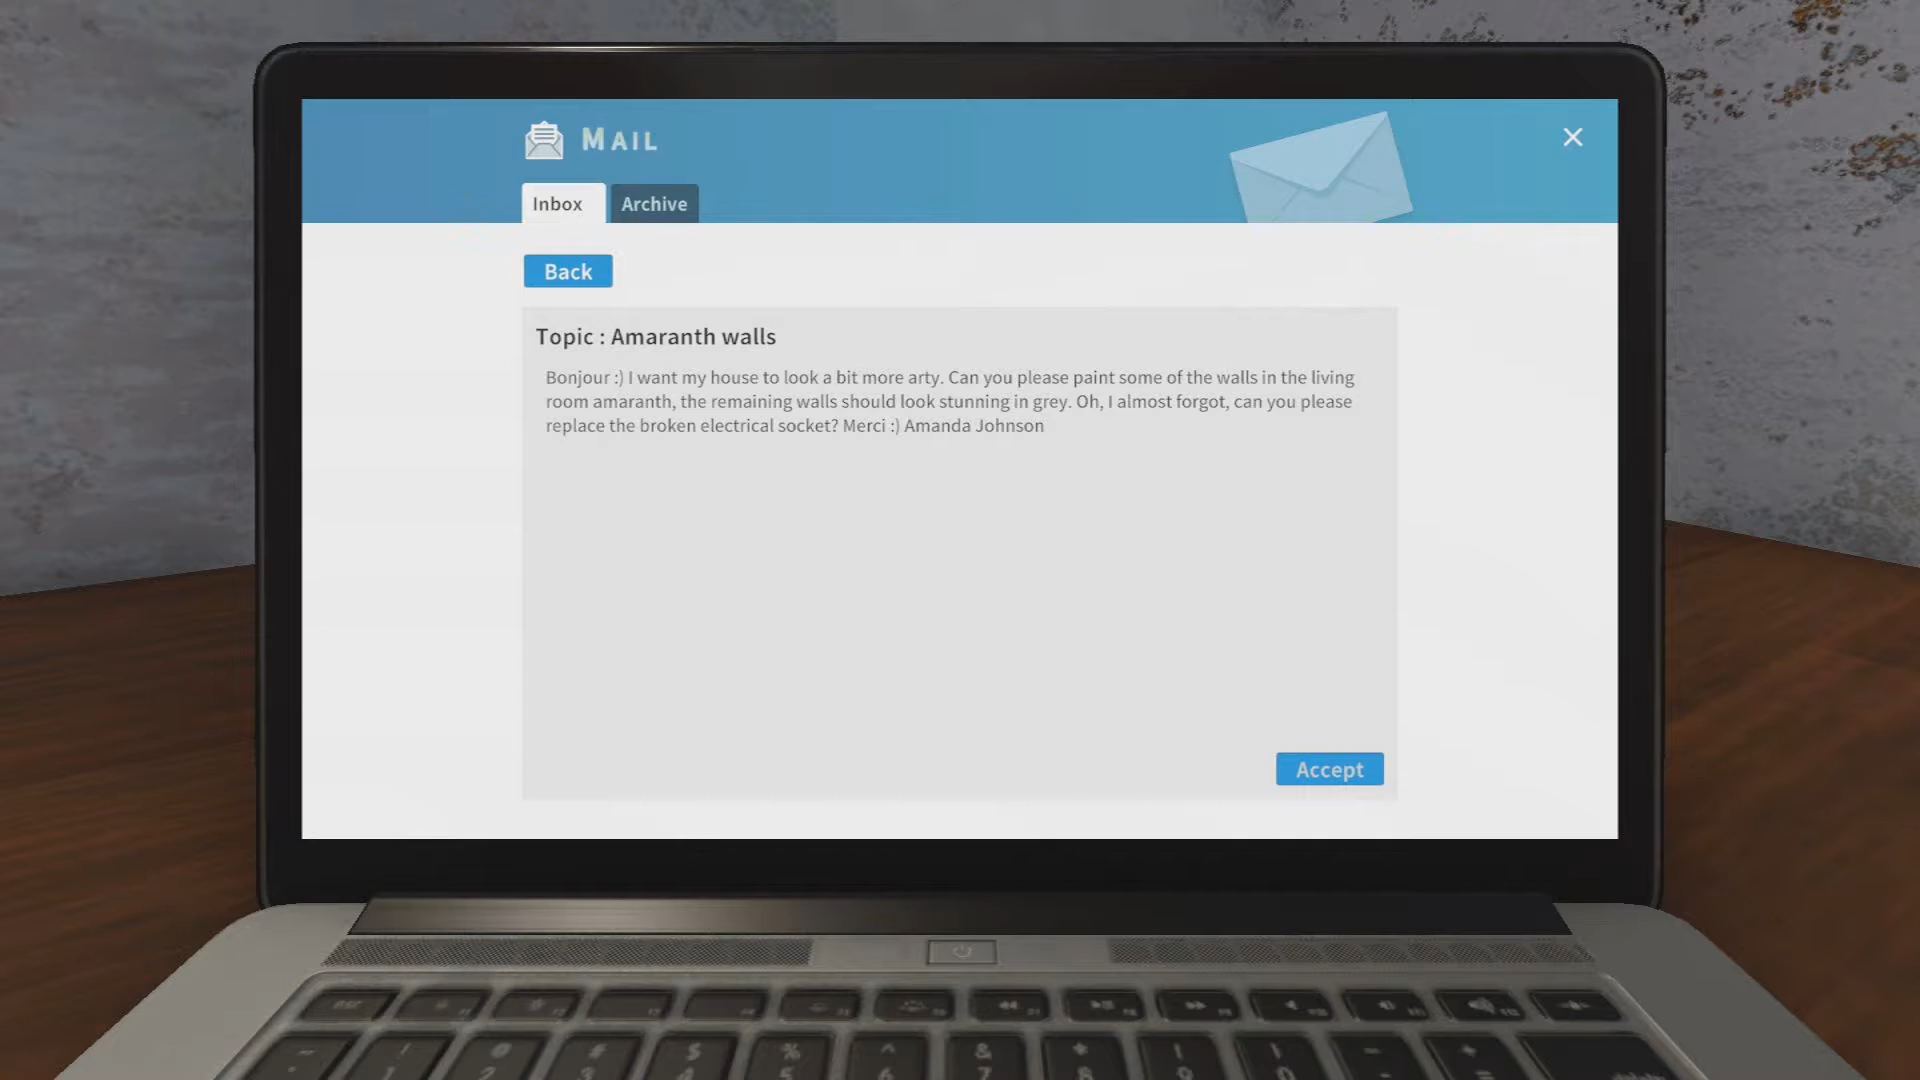 MAIL
Inbox
Archive
Back
Topic : Amaranth walls
Bonjour :) I want my house to look a bit more arty. Can you please paint some of the walls in the living
room amaranth, the remaining walls should look stunning in grey. Oh, I almost forgot, can you please
replace the broken electrical socket? Merci :) Amanda Johnson
Accept